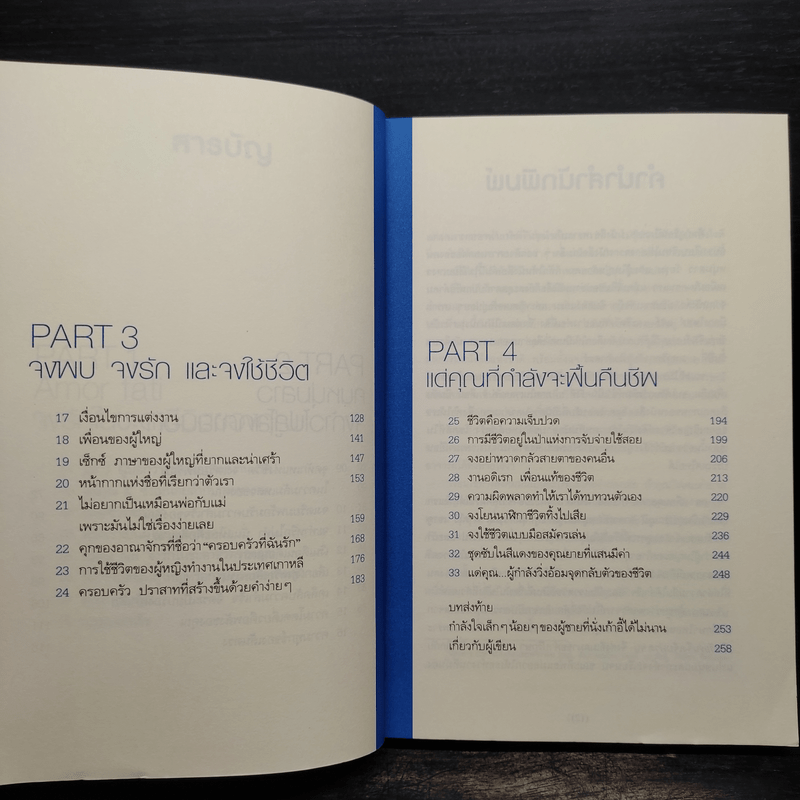 PART 3
จงพบ จงรัก และจงใช้ชีวิต
17 เงื่อนไขการแต่งงาน 128
18 เพื่อนของผู้ใหญ่ 141
19 เซ็กซ์ ภาษาของผู้ใหญ่ที่ยากและน่าเศร้า 147
20 หน้ากากแห่งชื่อที่เรียกว่าตัวเรา 153
21 ไม่อยากเป็นเหมือนพ่อกับแม่
เพราะมันไม่ใช่เรื่องง่ายเลย 159
22 คุกของอาณาจักรที่ชื่อว่า “ครอบครัวที่ฉันรัก” 168
23 การใช้ชีวิตของผู้หญิงทำงานในประเทศเกาหลี 176
24 ครอบครัว ปราสาทที่สร้างขึ้นด้วยคำง่ายๆ 183
คำนำสำนักพิมพ์
PART 4
แด่คุณที่กำลังจะฟื้นคืนชีพ
25 ชีวิตคือความเจ็บปวด 194
26 การมีชีวิตอยู่ในป่าแห่งการจับจ่ายใช้สอย 199
27 จงอย่าหวาดกลัวสายตาของคนอื่น 206
28 งานอดิเรก เพื่อนแท้ของชีวิต 213
29 ความผิดพลาดทำให้เราได้ทบทวนตัวเอง 220
30 จงโยนนาฬิกาชีวิตทิ้งไปเสีย 229
31 จงใช้ชีวิตแบบมือสมัครเล่น 236
32 ชุดชั้นในสีแดงของคุณยายที่แสนมีค่า 244
33 แด่คุณ...ผู้กำลังวิ่งอ้อมจุดกลับตัวของชีวิต 248
บทส่งท้าย
กำลังใจเล็กๆ น้อยๆ ของผู้ชายที่นั่งเก้าอี้ได้ไม่นาน 253
เกี่ยวกับผู้เขียน 258